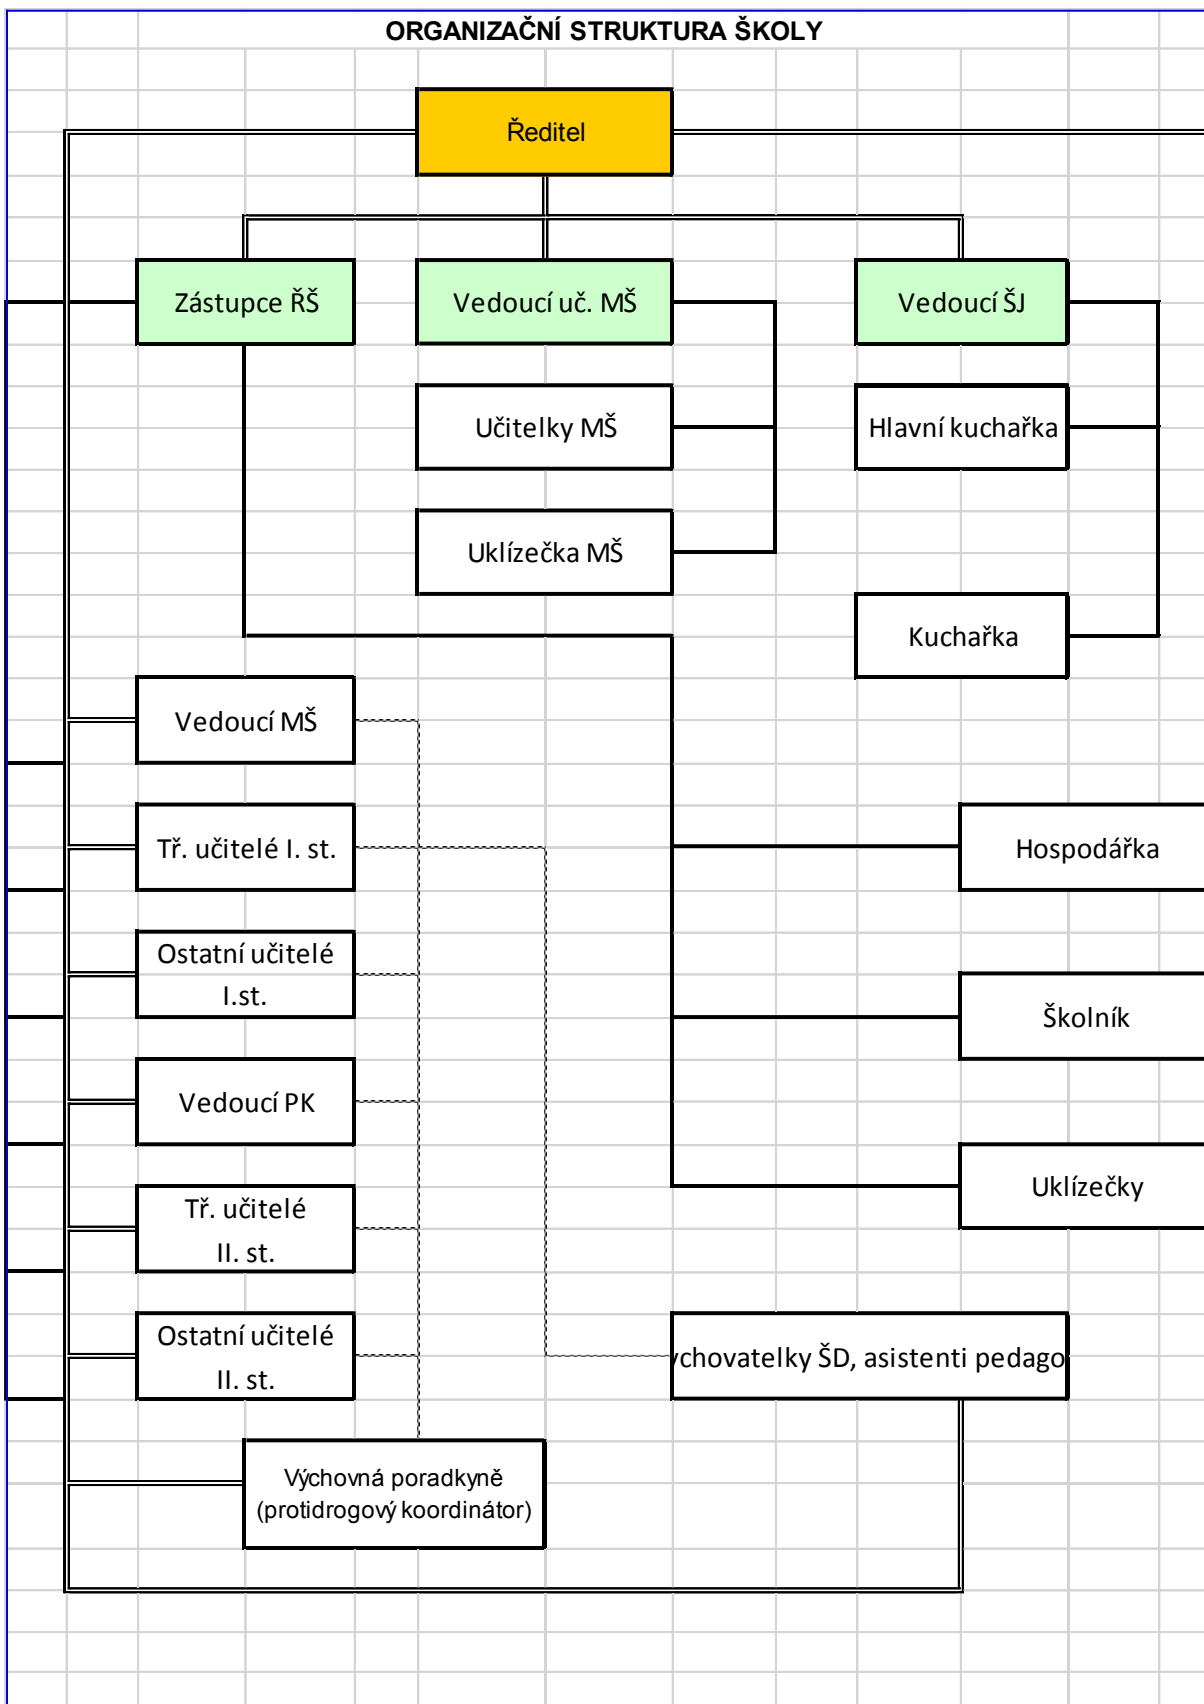 ORGANIZAČNÍ STRUKTURA ŠKOLY
Ředitel
Zástupce ŘŠ
Vedoucí uč. MŠ
Vedoucí ŠJ
Učitelky MŠ
Hlavní kuchařka
Uklízečka MŠ
Kuchařka
Vedoucí MŠ
Tř. učitelé I. st.
Hospodářka
Ostatní učitelé
I.st.
Školník
Vedoucí PK
Uklízečky
Tř. učitelé
II. st.
Ostatní učitelé
II. st.
ychovatelky ŠD, asistenti pedago
Výchovná poradkyně
(protidrogový koordinátor)